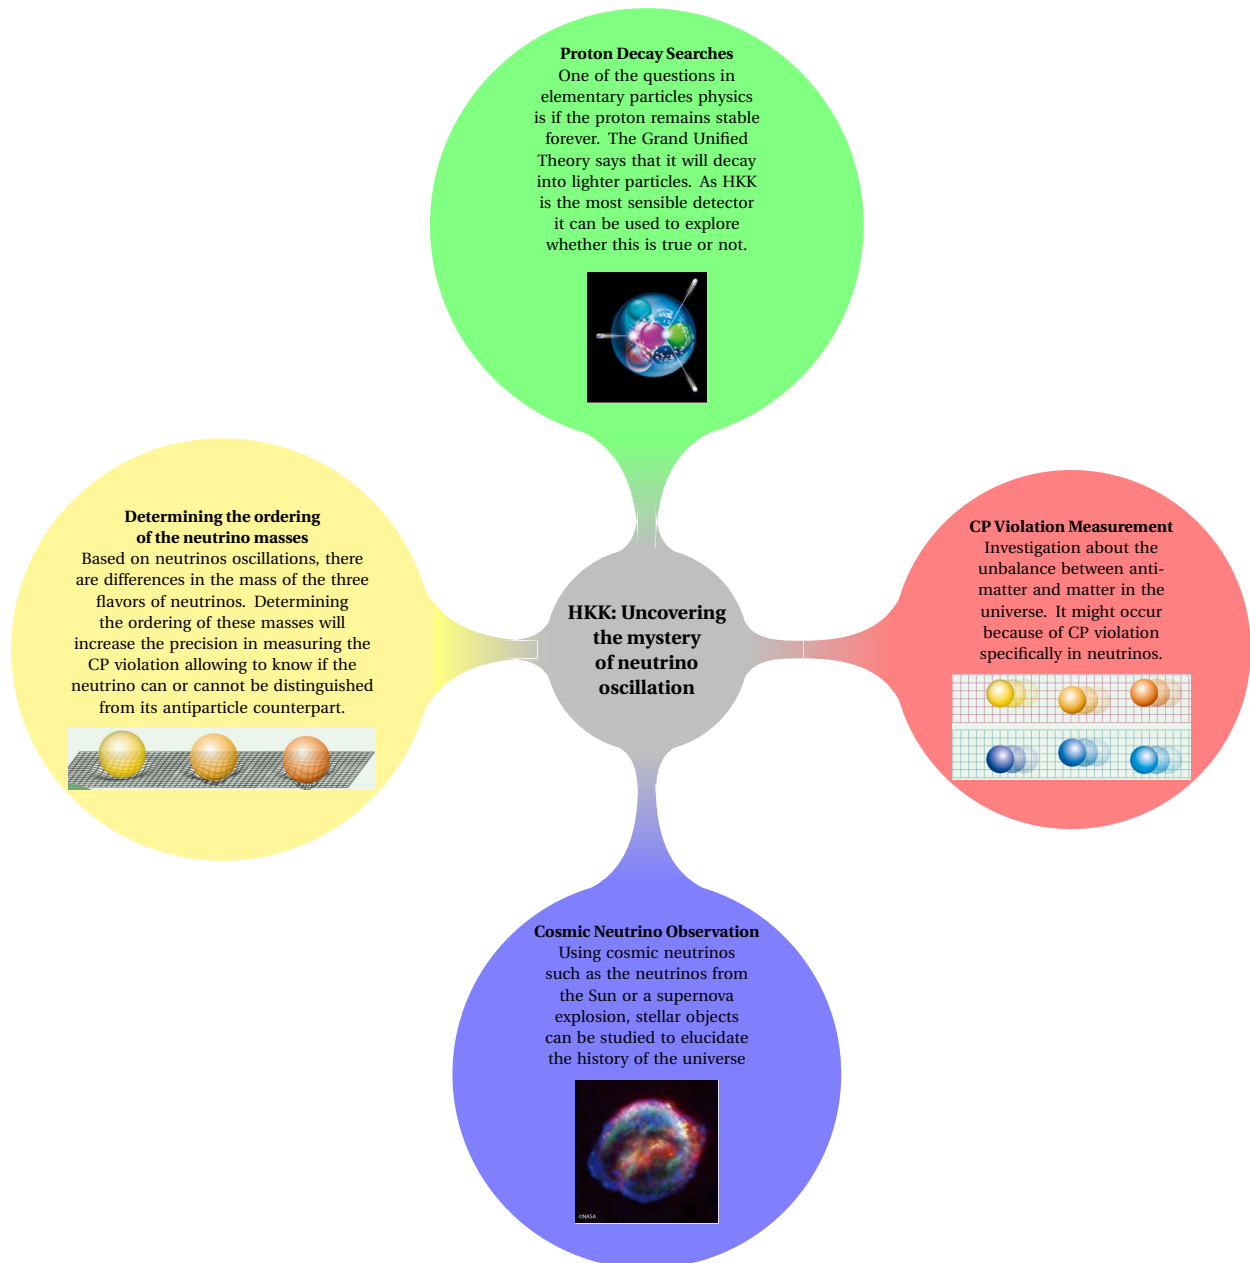 Proton Decay Searches
One of the questions in
elementary particles physics
is if the proton remains stable
forever. The Grand Unified
Theory says that it will decay
into lighter particles. As HKK
is the most sensible detector
it can be used to explore
whether this is true or not.
Determining the ordering
of the neutrino masses
Based on neutrinos oscillations, there
are differences in the mass of the three
flavors of neutrinos. Determining
the ordering of these masses will
increase the precision in measuring the
CP violation allowing to know if the
neutrino can or cannot be distinguished
from its antiparticle counterpart.
HKK: Uncovering
the mystery
of neutrino
oscillation
CP Violation Measurement
Investigation about the
unbalance between anti-
matter and matter in the
universe. It might occur
because of CP violation
specifically in neutrinos.
Cosmic Neutrino Observation
Using cosmic neutrinos
such as the neutrinos from
the Sun or a supernova
explosion, stellar objects
can be studied to elucidate
the history of the universe
©NASA